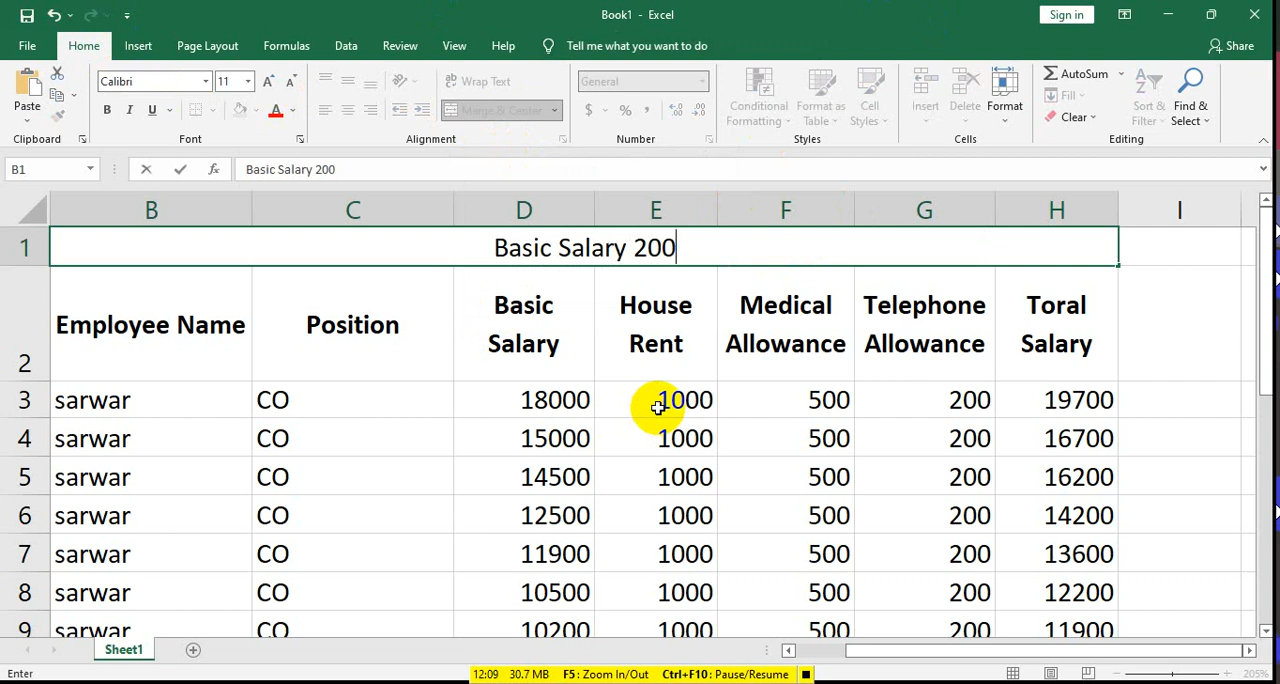 Book1 - Excel
Sign in
File Home Insert Page Layout Formulas Data Review View Help Tell me what you want to do Share
Calibri 11 Wrap Text General AutoSum
Paste B I U Merge & Center $ % , Conditional Formatting Format as Table Cell Styles Insert Delete Format Fill Clear Sort & Filter Find & Select
Clipboard Font Alignment Number Styles Cells Editing
B1 fx Basic Salary 200
B C D E F G H I
1 Basic Salary 200
2 Employee Name Position Basic Salary House Rent Medical Allowance Telephone Allowance Toral Salary
3 sarwar CO 18000 1000 500 200 19700
4 sarwar CO 15000 1000 500 200 16700
5 sarwar CO 14500 1000 500 200 16200
6 sarwar CO 12500 1000 500 200 14200
7 sarwar CO 11900 1000 500 200 13600
8 sarwar CO 10500 1000 500 200 12200
9 sarwar CO 10200 1000 500 200 11900
Sheet1
Enter 12:09 30.7 MB F5: Zoom In/Out Ctrl+F10: Pause/Resume 205%